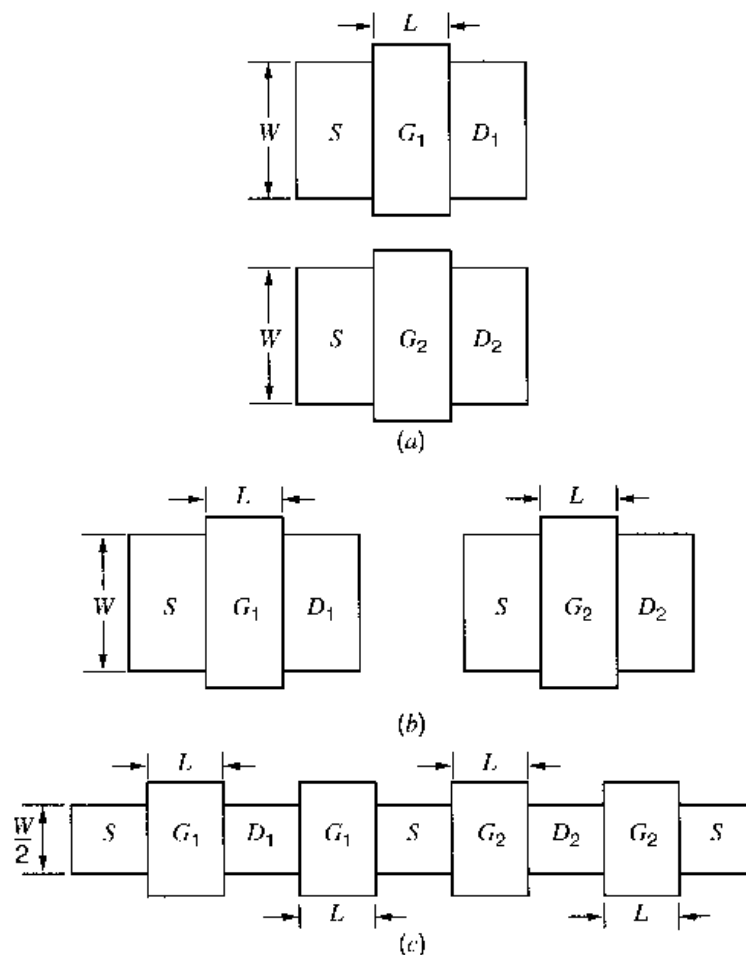 L
W S G₁ D₁
W S G₂ D₂
(a)
L L
W S G₁ D₁ S G₂ D₂
(b)
L L
W/2 S G₁ D₁ G₁ S G₂ D₂ G₂ S
L L
(c)